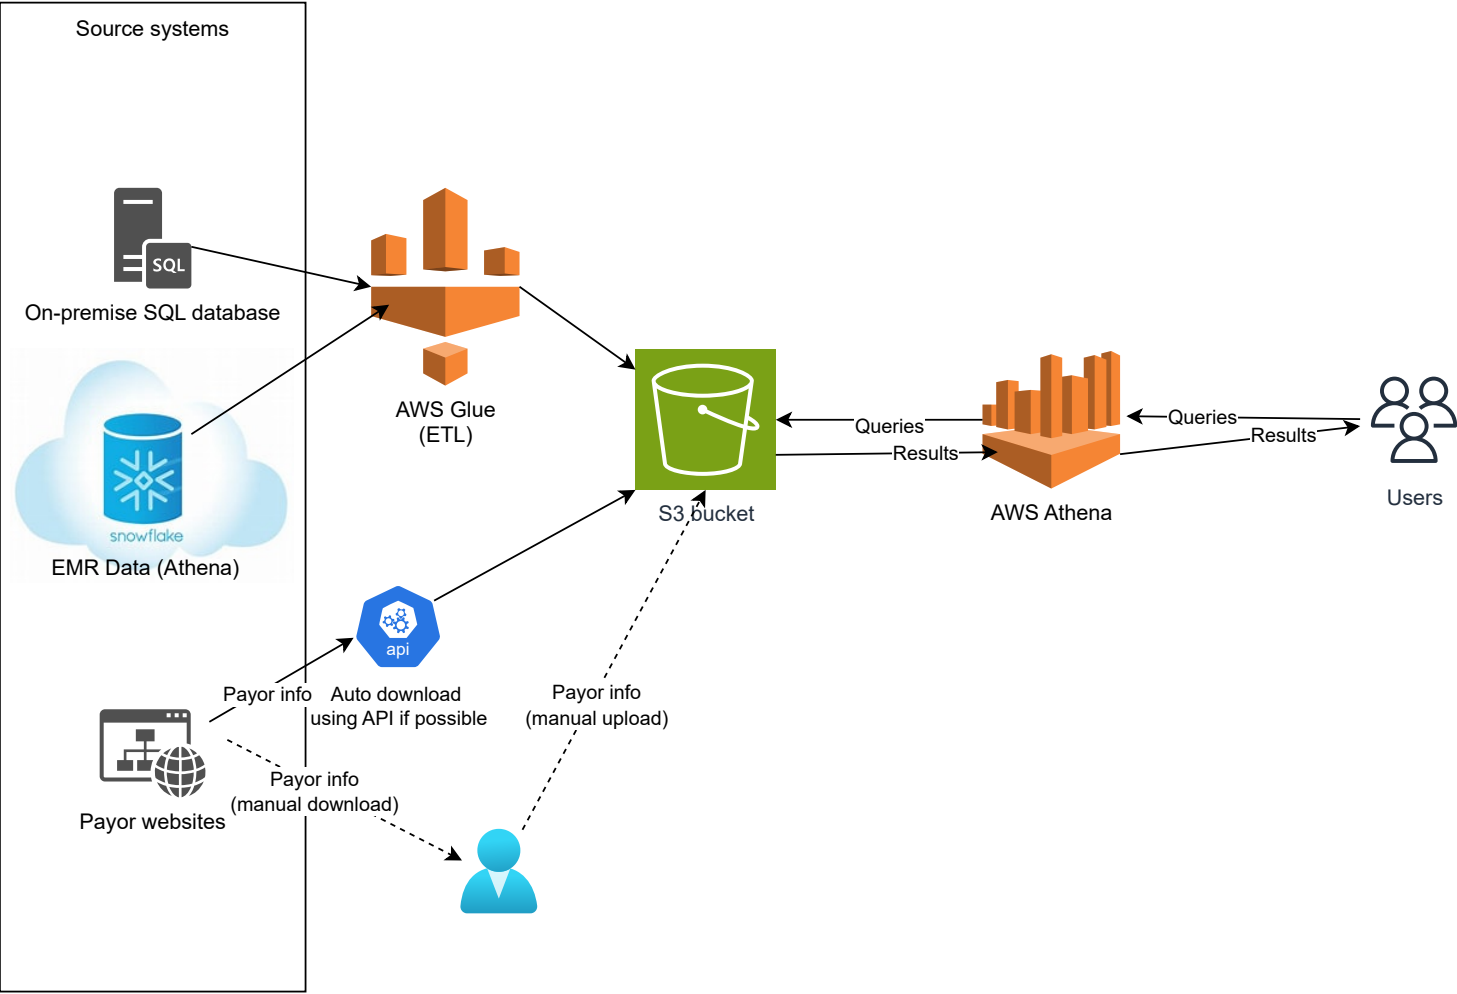 Source systems
SQL
On-premise SQL database
snowflake
EMR Data (Athena)
AWS Glue
(ETL)
S3 bucket
Queries
Results
AWS Athena
Queries
Results
Users
api
Auto download
using API if possible
Payor info
Payor websites
Payor info
(manual download)
Payor info
(manual upload)